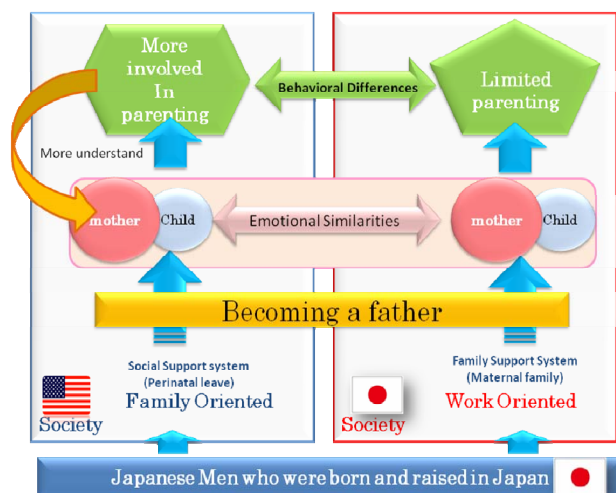 More
involved
In
parenting
Behavioral Differences
Limited
parenting
More understand
mother
Child
Emotional Similarities
mother
Child
Becoming a father
Social Support system
(Perinatal leave)
Family Oriented
Society
Family Support System
(Maternal family)
Work Oriented
Society
Japanese Men who were born and raised in Japan